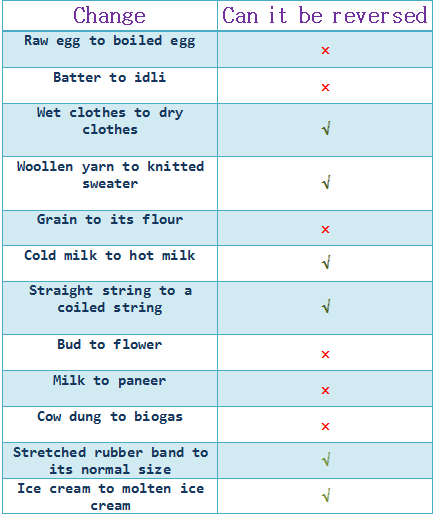 Change Can it be reversed
Raw egg to boiled egg ×
Batter to idli ×
Wet clothes to dry
clothes √
Woollen yarn to knitted
sweater √
Grain to its flour ×
Cold milk to hot milk √
Straight string to a
coiled string √
Bud to flower ×
Milk to paneer ×
Cow dung to biogas ×
Stretched rubber band to
its normal size √
Ice cream to molten ice
cream √